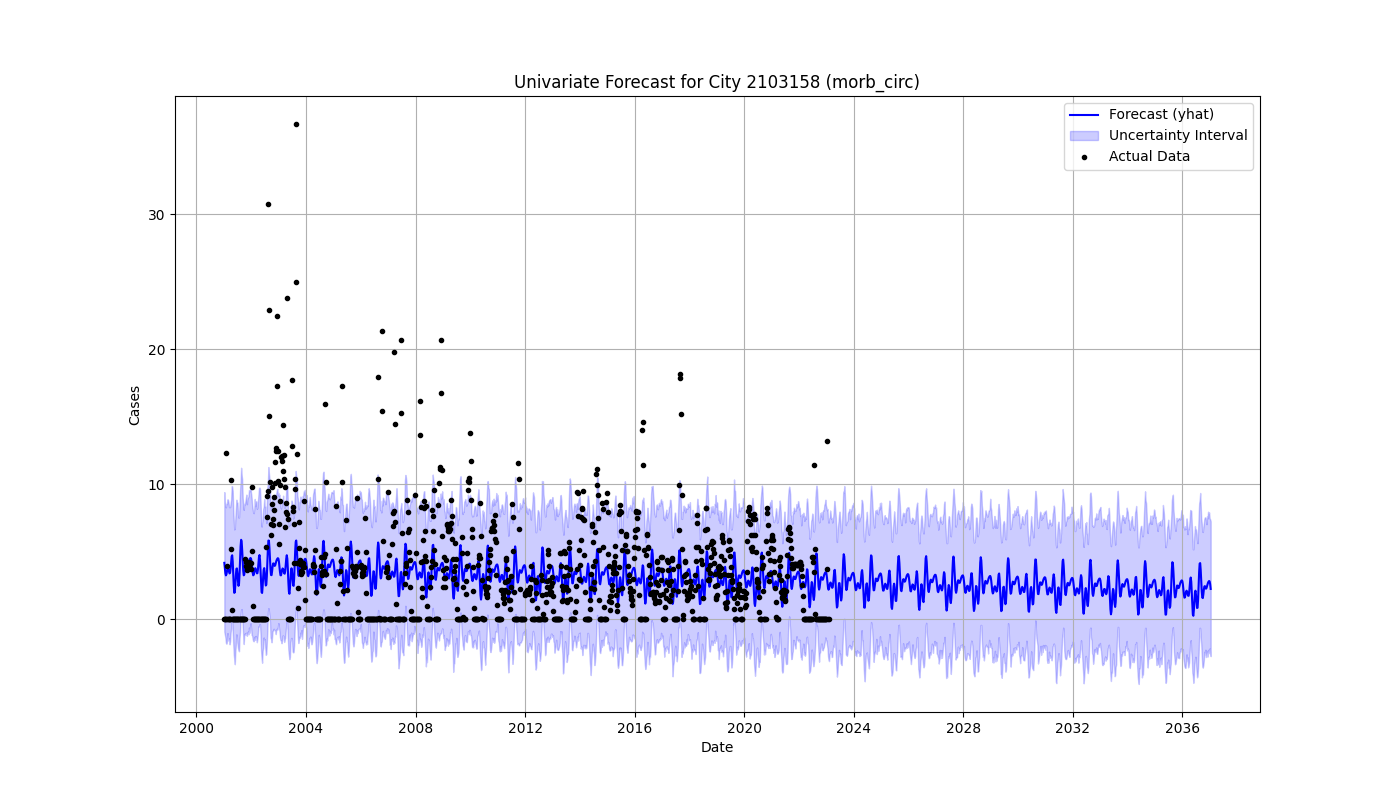 Univariate Forecast for City 2103158 (morb_circ)
Forecast (yhat)
Uncertainty Interval
Actual Data
Cases
30
20
10
0
2000 2004 2008 2012 2016 2020 2024 2028 2032 2036
Date